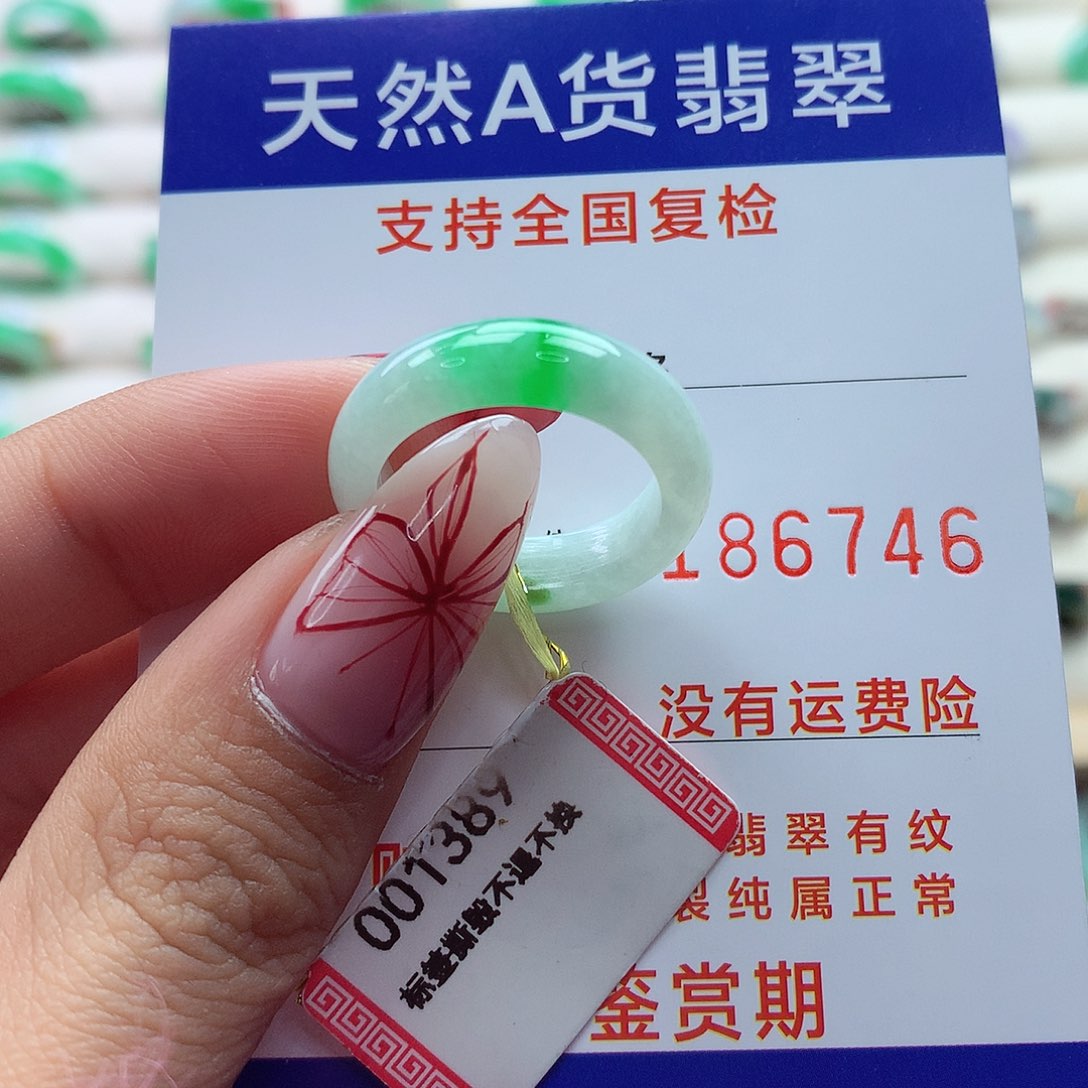 天然A货翡翠
支持全国复检
186746
没有运费险
翡翠有纹
裂纯属正常
鉴赏期
001389
标签撕毁不退不换